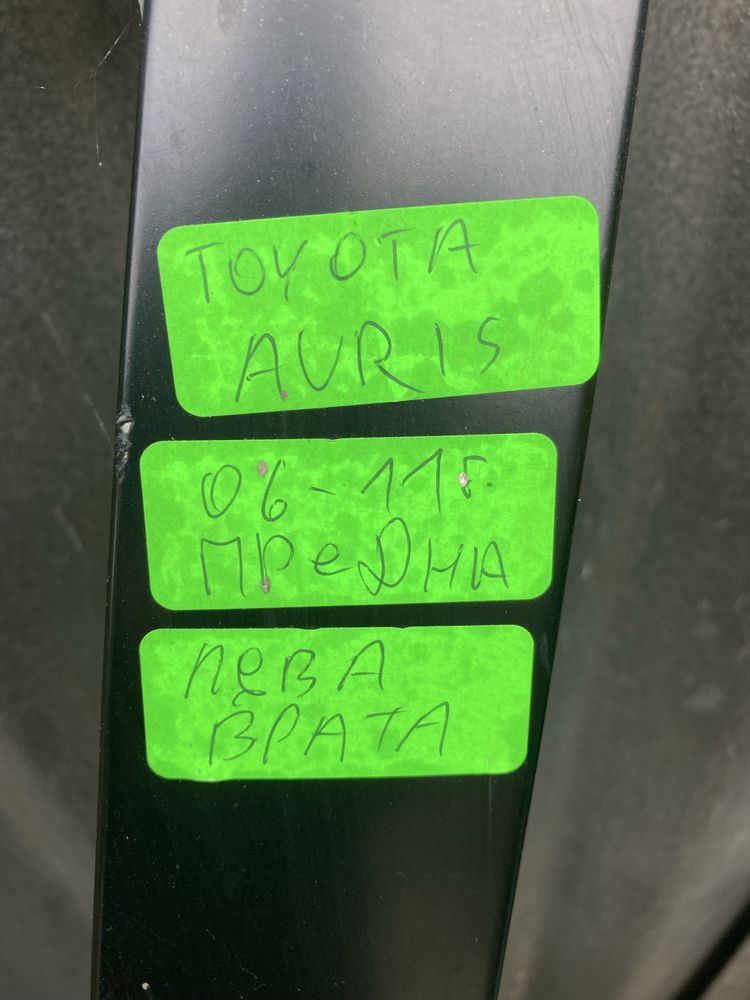 TOYOTA
AURIS
06-11г.
ПРеДНА
ЛЕВА
ВРАТА